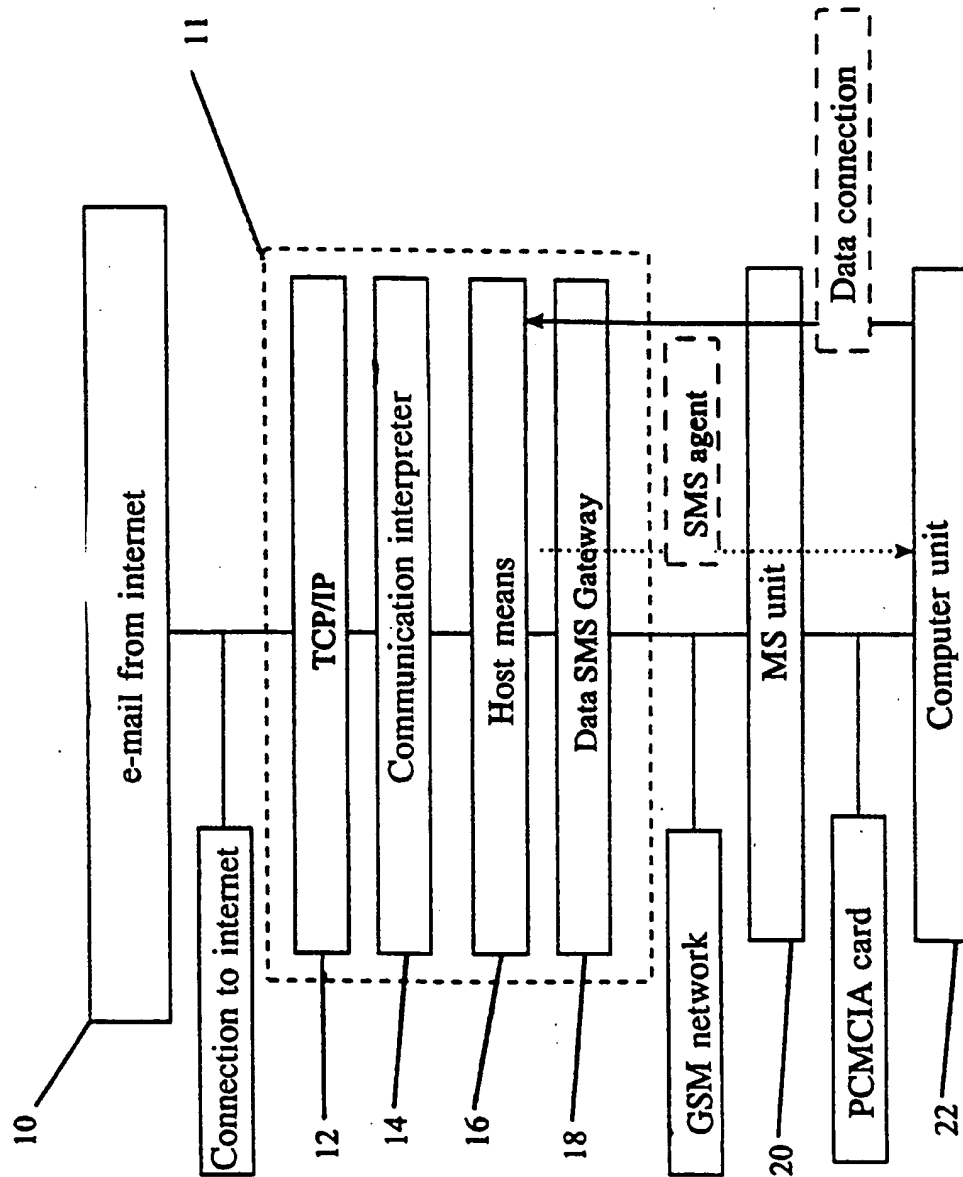 10
e-mail from internet
Connection to internet
11
12
TCP/IP
14
Communication interpreter
16
Host means
18
Data SMS Gateway
GSM network
SMS agent
20
MS unit
Data connection
PCMCIA card
22
Computer unit